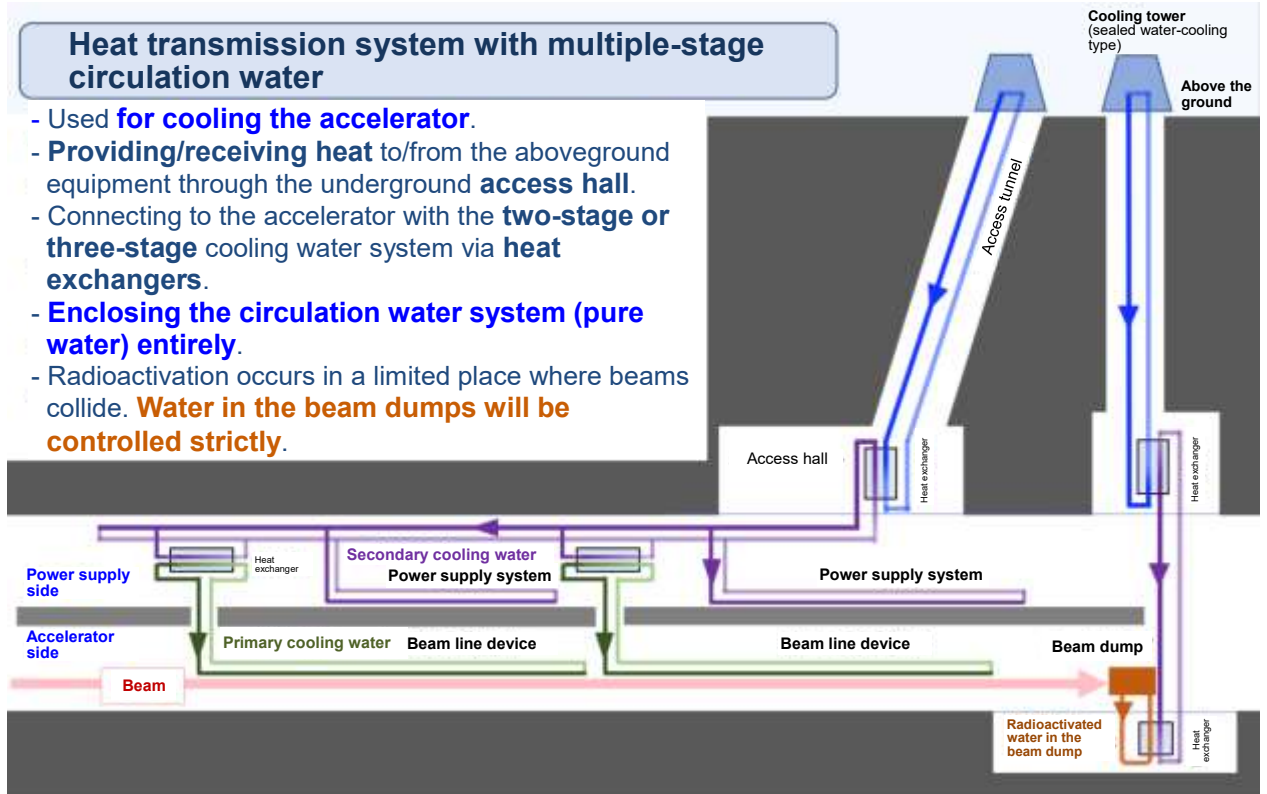 Heat transmission system with multiple-stage
circulation water
- Used for cooling the accelerator.
- Providing/receiving heat to/from the aboveground
equipment through the underground access hall.
- Connecting to the accelerator with the two-stage or
three-stage cooling water system via heat
exchangers.
- Enclosing the circulation water system (pure
water) entirely.
- Radioactivation occurs in a limited place where beams
collide. Water in the beam dumps will be
controlled strictly.
Cooling tower
(sealed water-cooling
type)
Above the
ground
Access tunnel
Access hall
Heat exchanger
Heat exchanger
Secondary cooling water
Heat
exchanger
Power supply
side
Power supply system
Power supply system
Accelerator
side
Primary cooling water
Beam line device
Beam line device
Beam dump
Beam
Radioactivated
water in the
beam dump
Heat
exchanger